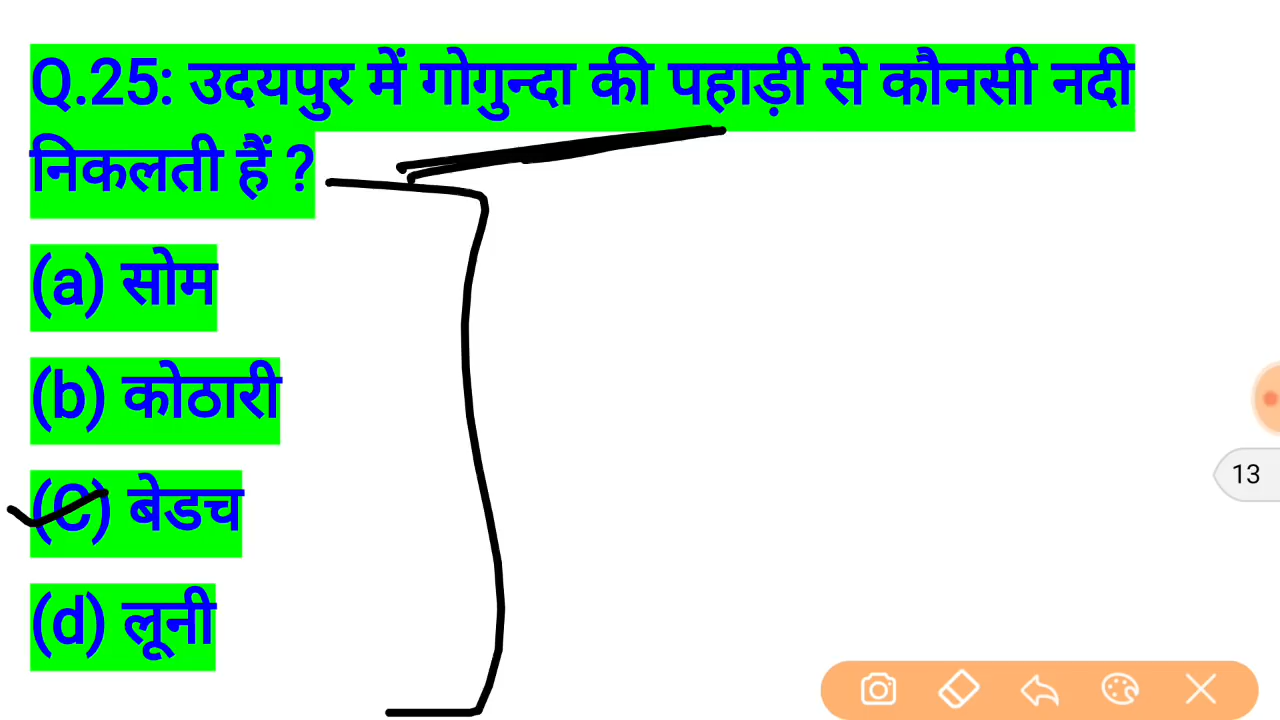 Q.25: उदयपुर में गोगुन्दा की पहाड़ी से कौनसी नदी
निकलती हैं ?
(a) सोम
(b) कोठारी
(C) बेडच
(d) लूनी
13